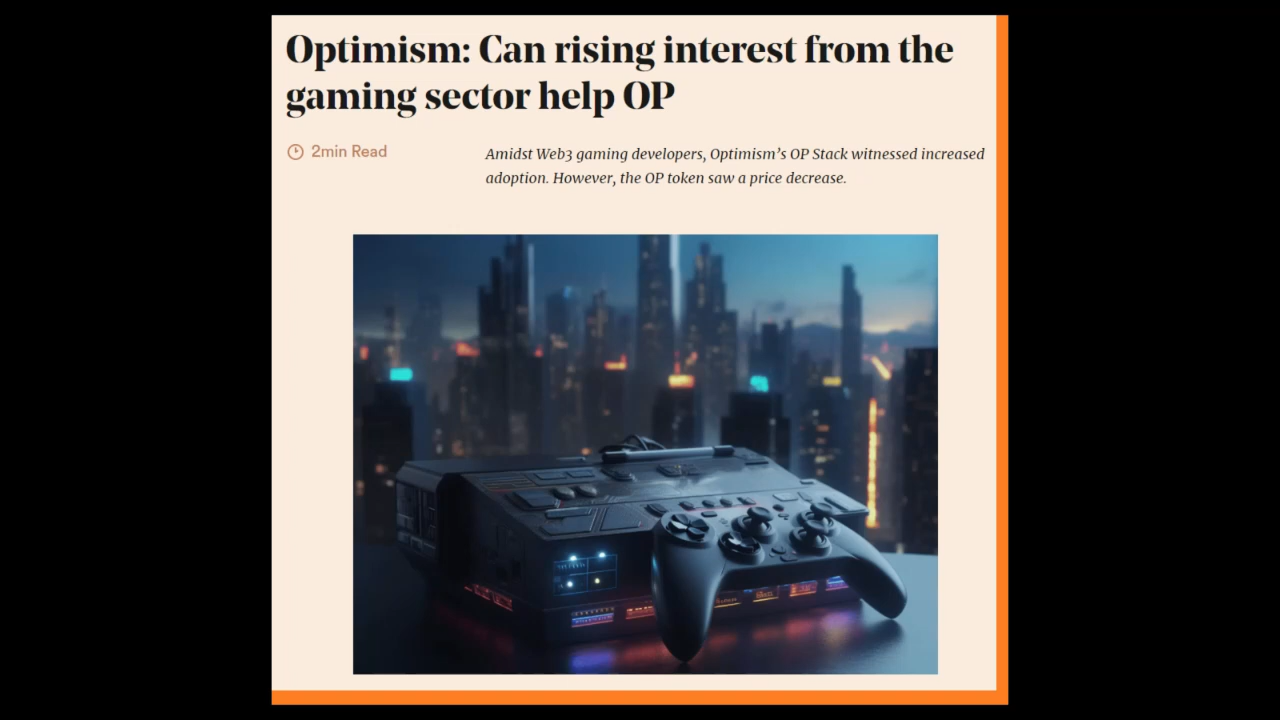 Optimism: Can rising interest from the
gaming sector help OP
2min Read
Amidst Web3 gaming developers, Optimism’s OP Stack witnessed increased
adoption. However, the OP token saw a price decrease.